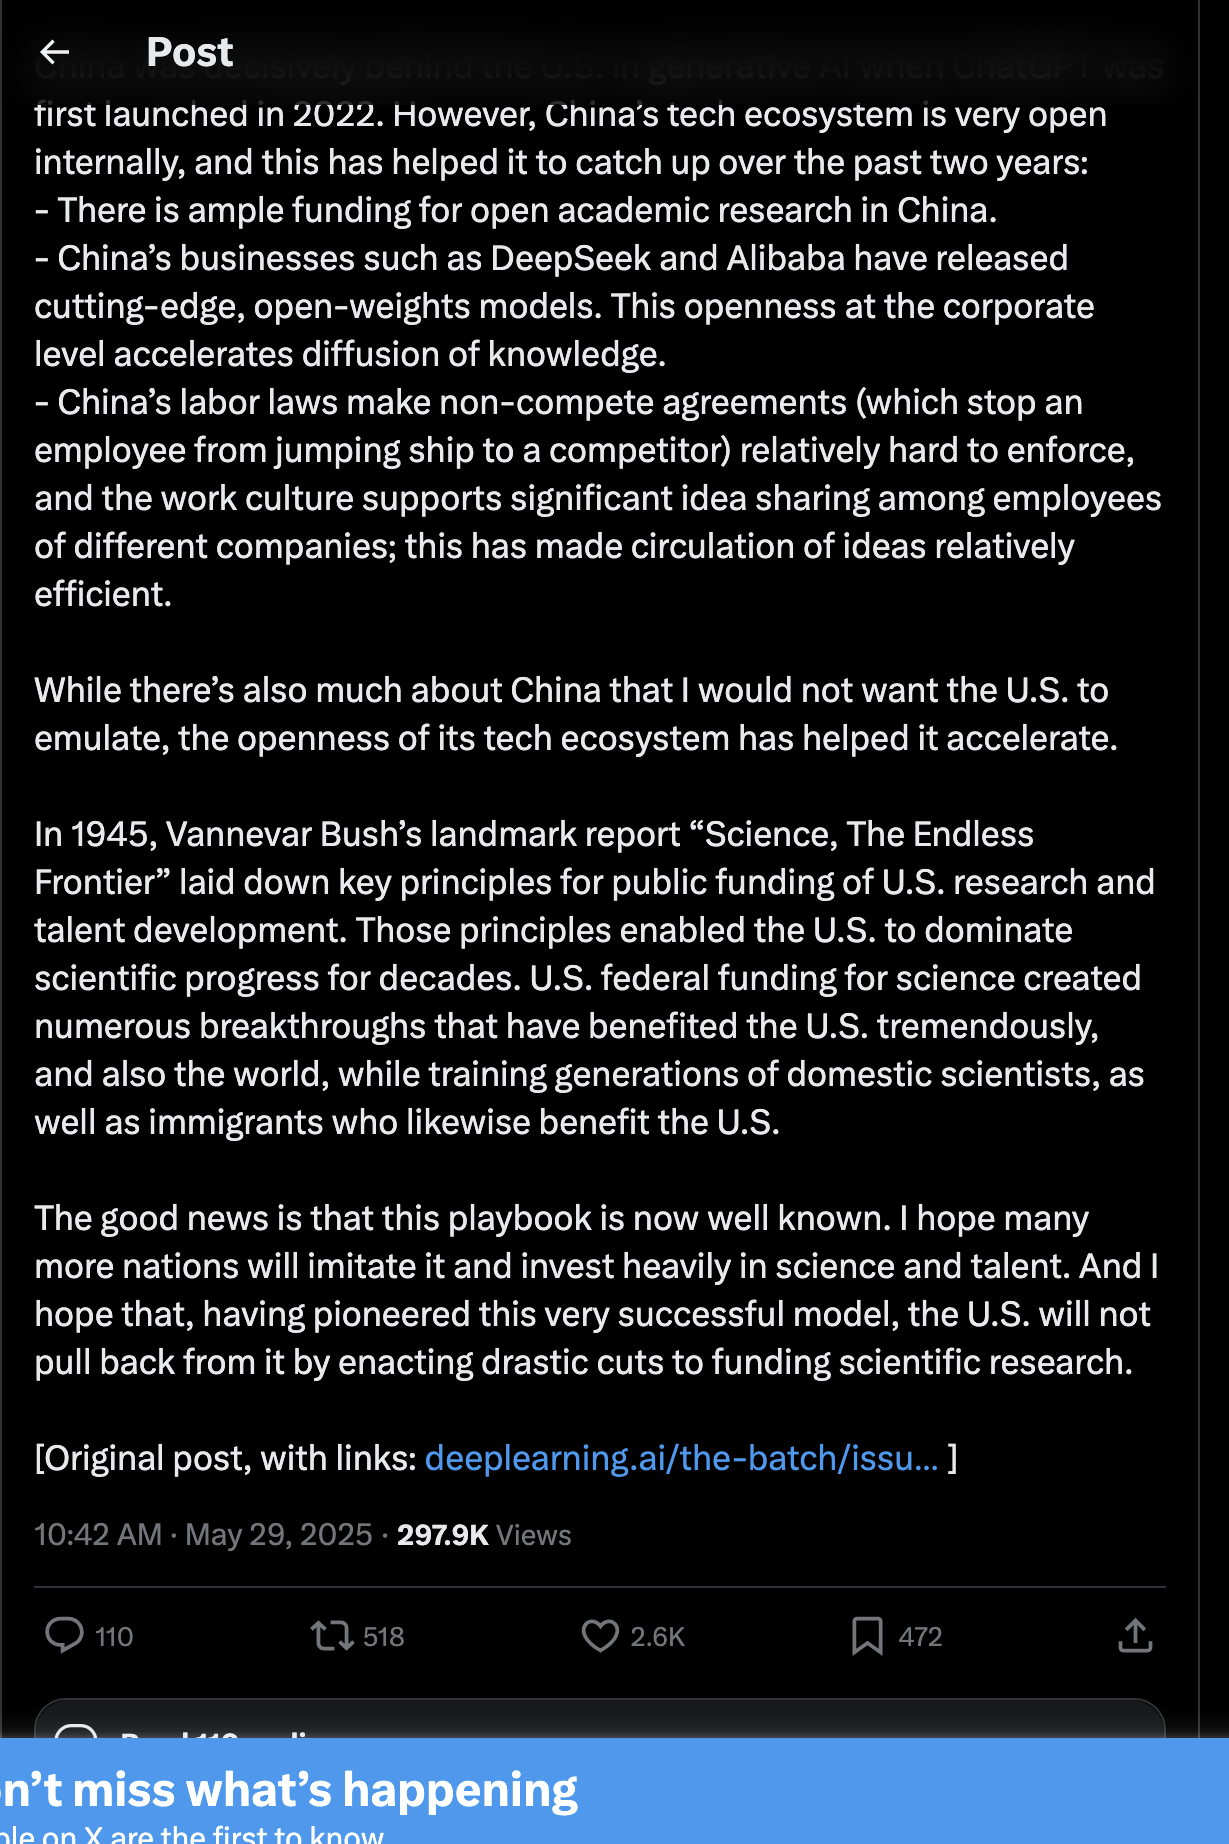 Post
China was decisively behind the U.S. in generative AI when ChatGPT was
first launched in 2022. However, China’s tech ecosystem is very open
internally, and this has helped it to catch up over the past two years:
- There is ample funding for open academic research in China.
- China’s businesses such as DeepSeek and Alibaba have released
cutting-edge, open-weights models. This openness at the corporate
level accelerates diffusion of knowledge.
- China’s labor laws make non-compete agreements (which stop an
employee from jumping ship to a competitor) relatively hard to enforce,
and the work culture supports significant idea sharing among employees
of different companies; this has made circulation of ideas relatively
efficient.
While there’s also much about China that I would not want the U.S. to
emulate, the openness of its tech ecosystem has helped it accelerate.
In 1945, Vannevar Bush’s landmark report “Science, The Endless
Frontier” laid down key principles for public funding of U.S. research and
talent development. Those principles enabled the U.S. to dominate
scientific progress for decades. U.S. federal funding for science created
numerous breakthroughs that have benefited the U.S. tremendously,
and also the world, while training generations of domestic scientists, as
well as immigrants who likewise benefit the U.S.
The good news is that this playbook is now well known. I hope many
more nations will imitate it and invest heavily in science and talent. And I
hope that, having pioneered this very successful model, the U.S. will not
pull back from it by enacting drastic cuts to funding scientific research.
[Original post, with links: deeplearning.ai/the-batch/issu... ]
10:42 AM · May 29, 2025 · 297.9K Views
110 518 2.6K 472
n’t miss what’s happening
ple on X are the first to know.